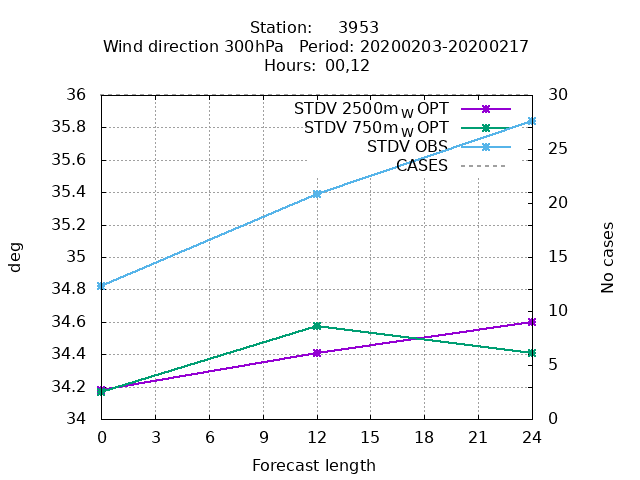 Station:     3953
Wind direction 300hPa   Period: 20200203-20200217
Hours: 00,12
36
35.8
35.6
35.4
35.2
35
34.8
34.6
34.4
34.2
34
deg
30
25
20
15
10
5
0
No cases
STDV 2500m W OPT
STDV 750m W OPT
STDV OBS
CASES
0 3 6 9 12 15 18 21 24
Forecast length